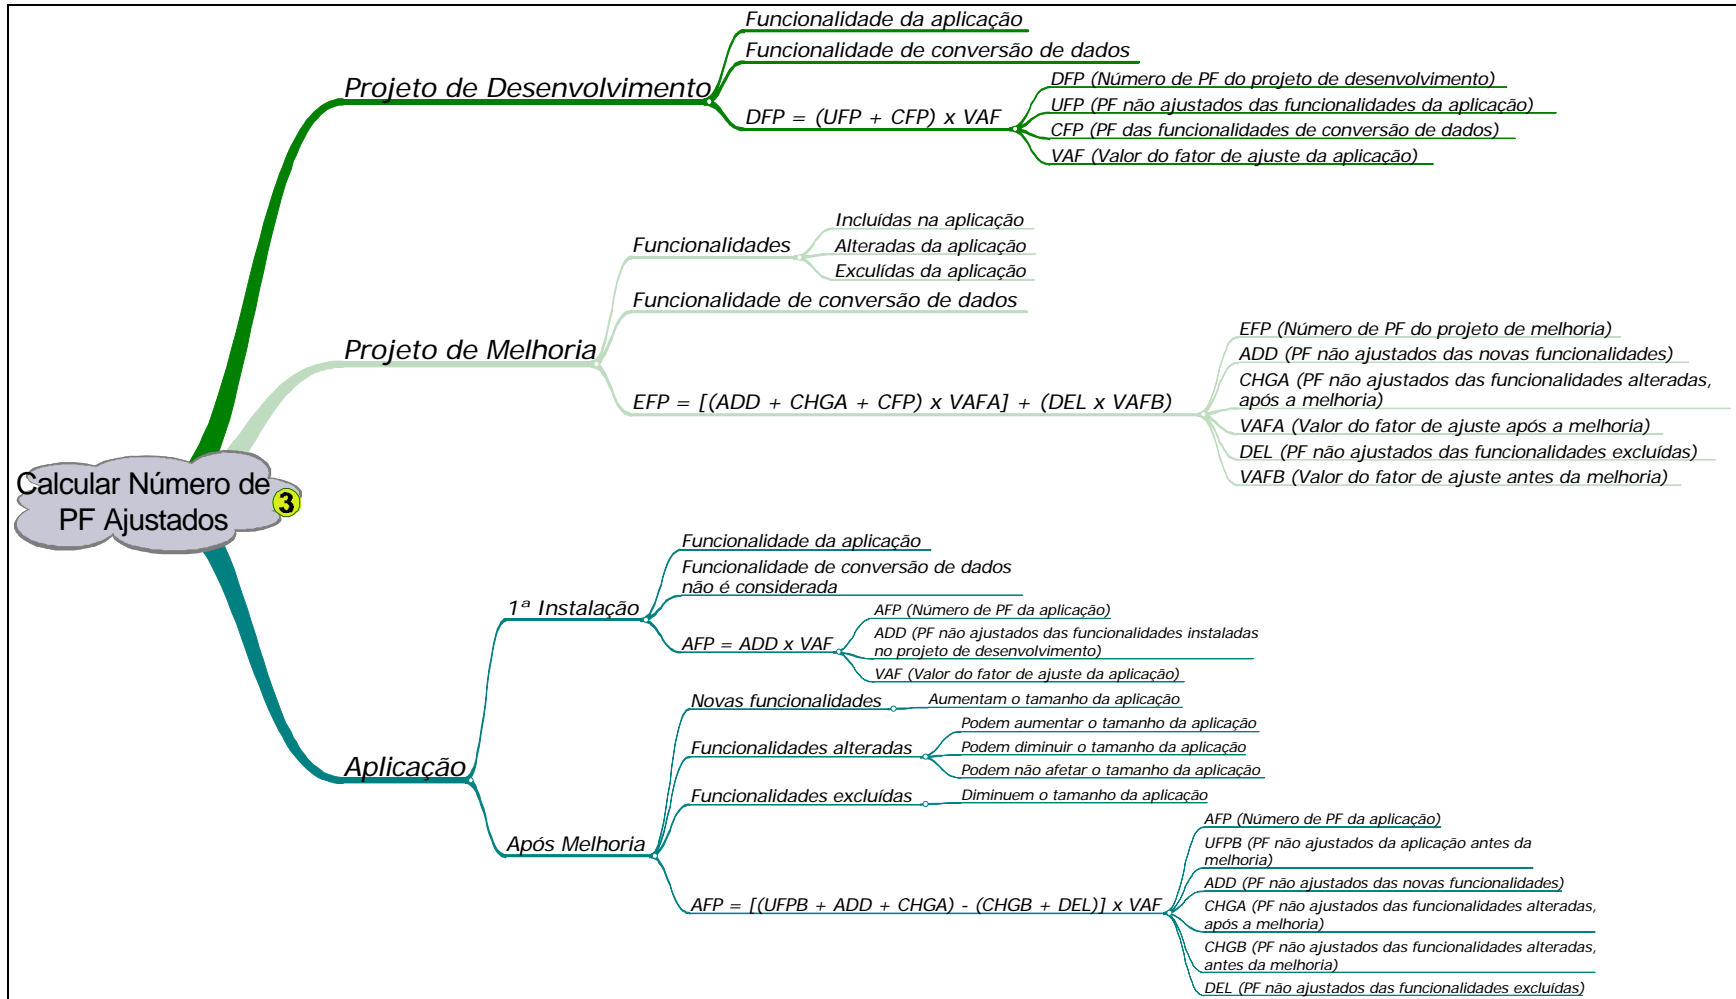 Funcionalidade da aplicação
Funcionalidade de conversão de dados
Projeto de Desenvolvimento
DFP = (UFP + CFP) x VAF
DFP (Número de PF do projeto de desenvolvimento)
UFP (PF não ajustados das funcionalidades da aplicação)
CFP (PF das funcionalidades de conversão de dados)
VAF (Valor do fator de ajuste da aplicação)
Funcionalidades
Incluídas na aplicação
Alteradas da aplicação
Exculídas da aplicação
Funcionalidade de conversão de dados
Projeto de Melhoria
EFP = [(ADD + CHGA + CFP) x VAFA] + (DEL x VAFB)
EFP (Número de PF do projeto de melhoria)
ADD (PF não ajustados das novas funcionalidades)
CHGA (PF não ajustados das funcionalidades alteradas,
após a melhoria)
VAFA (Valor do fator de ajuste após a melhoria)
DEL (PF não ajustados das funcionalidades excluídas)
VAFB (Valor do fator de ajuste antes da melhoria)
Calcular Número de
PF Ajustados
3
Funcionalidade da aplicação
Funcionalidade de conversão de dados
não é considerada
1ª Instalação
AFP = ADD x VAF
AFP (Número de PF da aplicação)
ADD (PF não ajustados das funcionalidades instaladas
no projeto de desenvolvimento)
VAF (Valor do fator de ajuste da aplicação)
Aplicação
Novas funcionalidades
Aumentam o tamanho da aplicação
Funcionalidades alteradas
Podem aumentar o tamanho da aplicação
Podem diminuir o tamanho da aplicação
Podem não afetar o tamanho da aplicação
Funcionalidades excluídas
Diminuem o tamanho da aplicação
Após Melhoria
AFP = [(UFPB + ADD + CHGA) - (CHGB + DEL)] x VAF
AFP (Número de PF da aplicação)
UFPB (PF não ajustados da aplicação antes da
melhoria)
ADD (PF não ajustados das novas funcionalidades)
CHGA (PF não ajustados das funcionalidades alteradas,
após a melhoria)
CHGB (PF não ajustados das funcionalidades alteradas,
antes da melhoria)
DEL (PF não ajustados das funcionalidades excluídas)